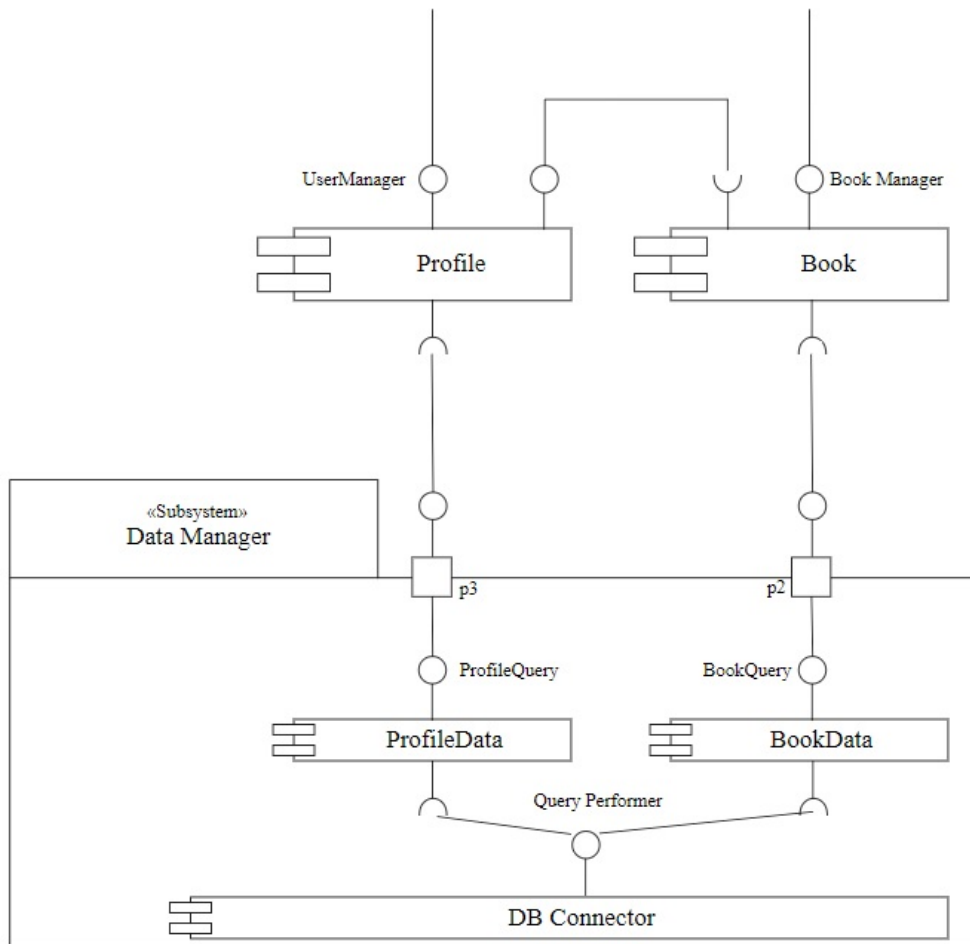 UserManager
Book Manager
Profile
Book
«Subsystem»
Data Manager
p3
p2
ProfileQuery
BookQuery
ProfileData
BookData
Query Performer
DB Connector